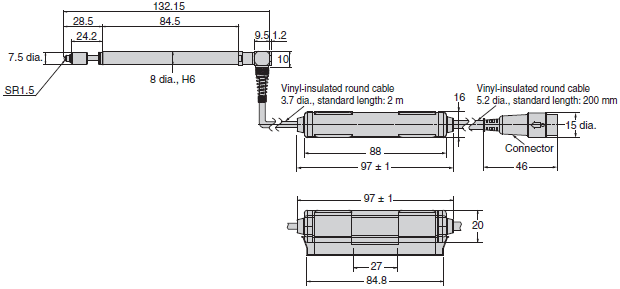 132.15
28.5 84.5
24.2 9.5 1.2
7.5 dia. 10
SR1.5
8 dia., H6
Vinyl-insulated round cable
3.7 dia., standard length: 2 m
16
Vinyl-insulated round cable
5.2 dia., standard length: 200 mm
15 dia.
Connector
88
97 ± 1
46
97 ± 1
20
27
84.8